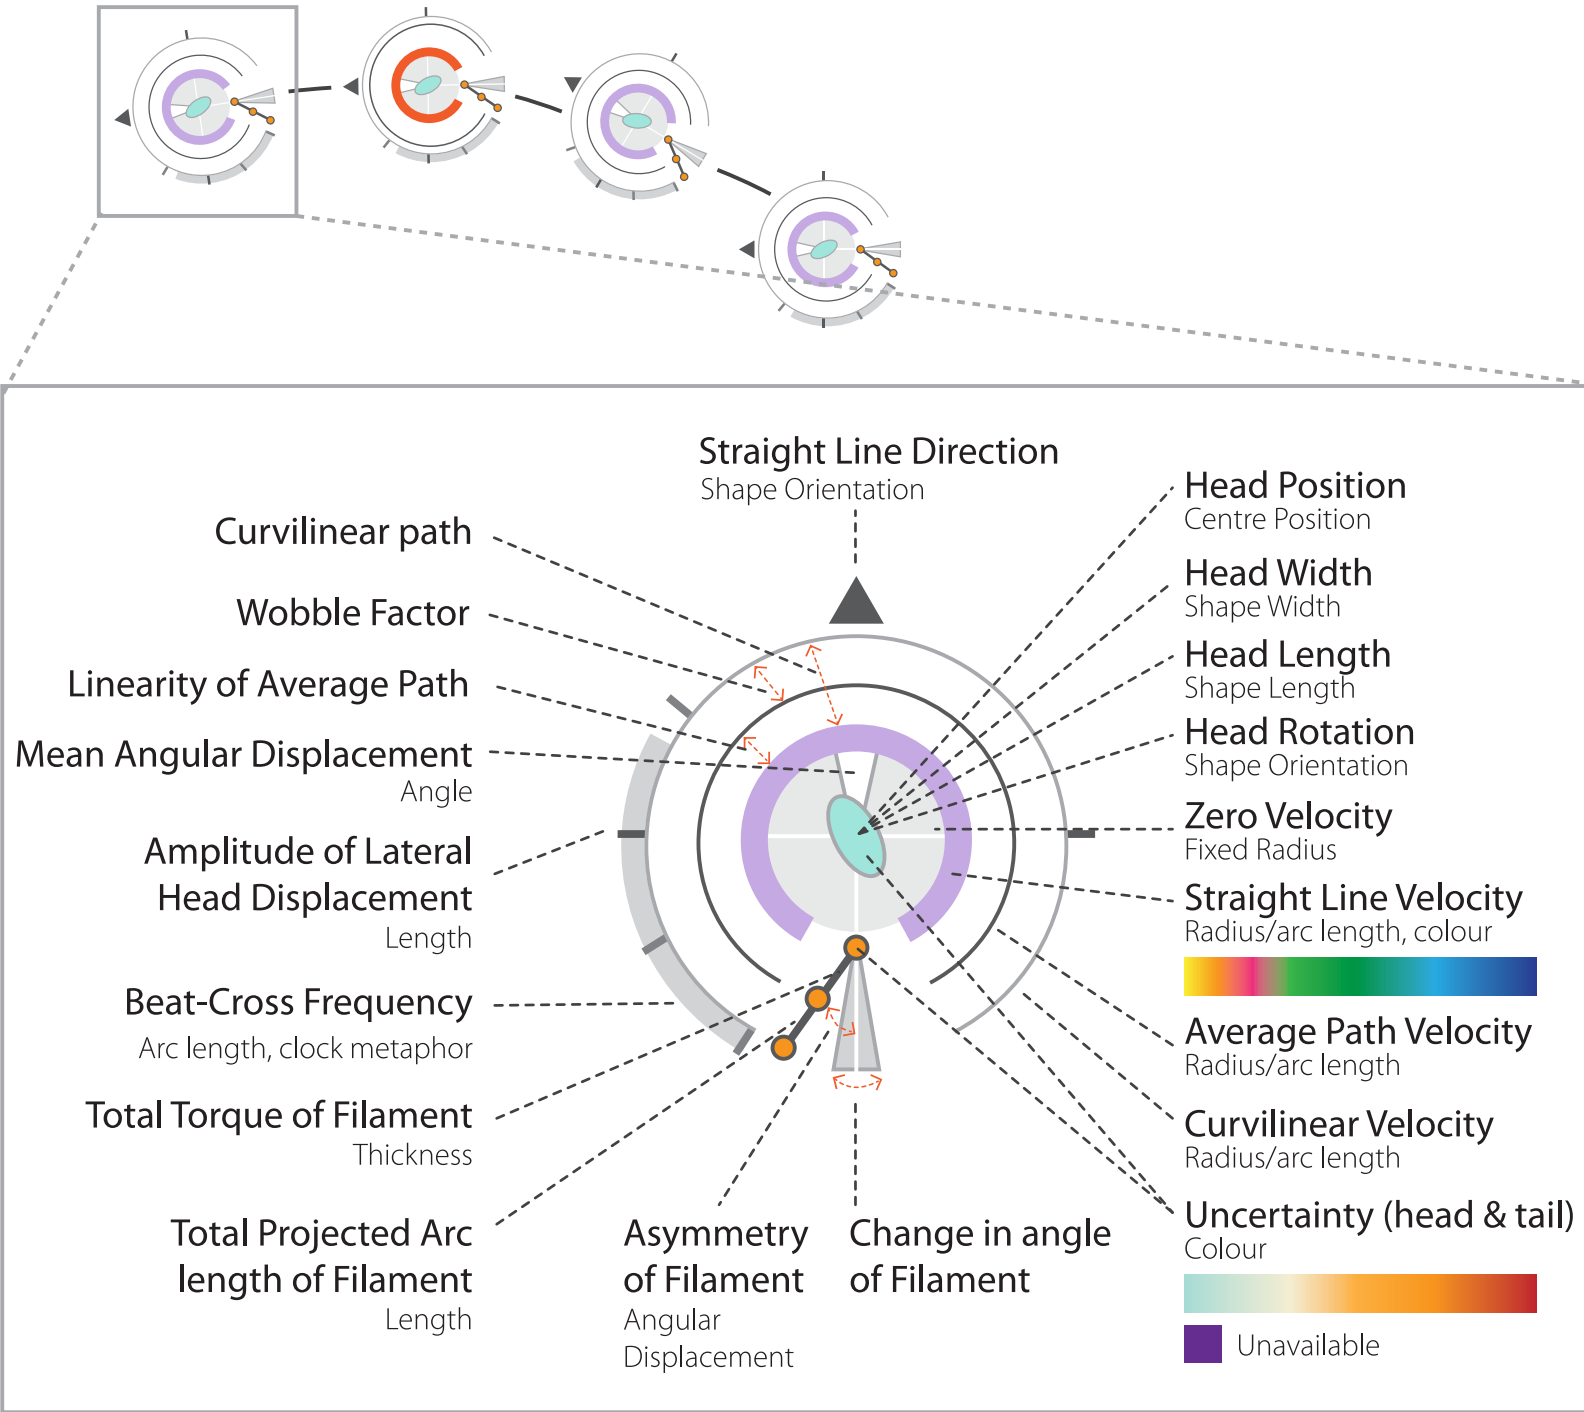 Straight Line Direction
Shape Orientation
Curvilinear path
Wobble Factor
Linearity of Average Path
Mean Angular Displacement
Angle
Amplitude of Lateral
Head Displacement
Length
Beat-Cross Frequency
Arc length, clock metaphor
Total Torque of Filament
Thickness
Total Projected Arc
length of Filament
Length
Asymmetry
of Filament
Angular
Displacement
Change in angle
of Filament
Head Position
Centre Position
Head Width
Shape Width
Head Length
Shape Length
Head Rotation
Shape Orientation
Zero Velocity
Fixed Radius
Straight Line Velocity
Radius/arc length, colour
Average Path Velocity
Radius/arc length
Curvilinear Velocity
Radius/arc length
Uncertainty (head & tail)
Colour
Unavailable